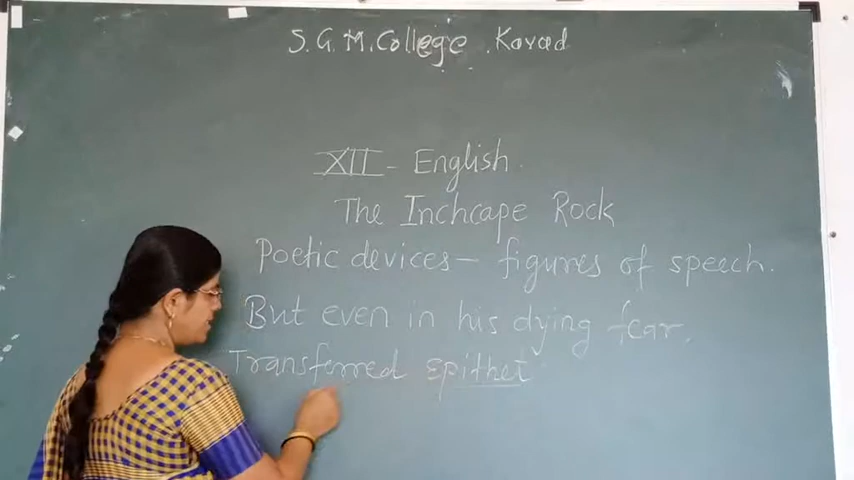 S.G.M.College .Kovad
XII - English
The Inchcape Rock
Poetic devices - figures of speech.
But even in his dying fear.
Transferred epithet